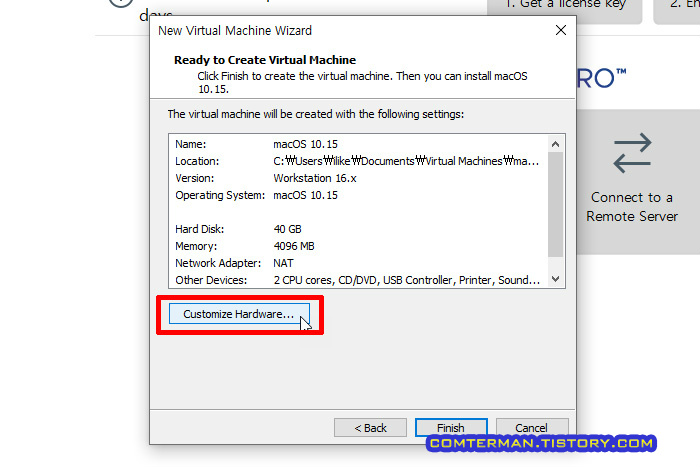 days
1. Get a license key
2. En
New Virtual Machine Wizard
Ready to Create Virtual Machine
Click Finish to create the virtual machine. Then you can install macOS
10.15.
RO™
The virtual machine will be created with the following settings:
Name: macOS 10.15
Location: C:₩Users₩ilike₩Documents₩Virtual Machines₩ma...
Version: Workstation 16.x
Operating System: macOS 10.15
Hard Disk: 40 GB
Memory: 4096 MB
Network Adapter: NAT
Other Devices: 2 CPU cores, CD/DVD, USB Controller, Printer, Sound...
Connect to a
Remote Server
Customize Hardware...
< Back Finish Cancel
COMTERMAN.TISTORY.COM